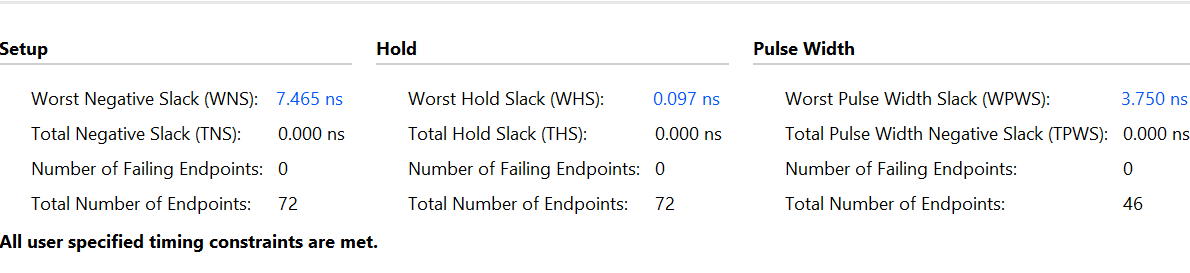 Setup Hold Pulse Width
Worst Negative Slack (WNS): 7.465 ns Worst Hold Slack (WHS): 0.097 ns Worst Pulse Width Slack (WPWS): 3.750 ns
Total Negative Slack (TNS): 0.000 ns Total Hold Slack (THS): 0.000 ns Total Pulse Width Negative Slack (TPWS): 0.000 ns
Number of Failing Endpoints: 0 Number of Failing Endpoints: 0 Number of Failing Endpoints: 0
Total Number of Endpoints: 72 Total Number of Endpoints: 72 Total Number of Endpoints: 46
All user specified timing constraints are met.